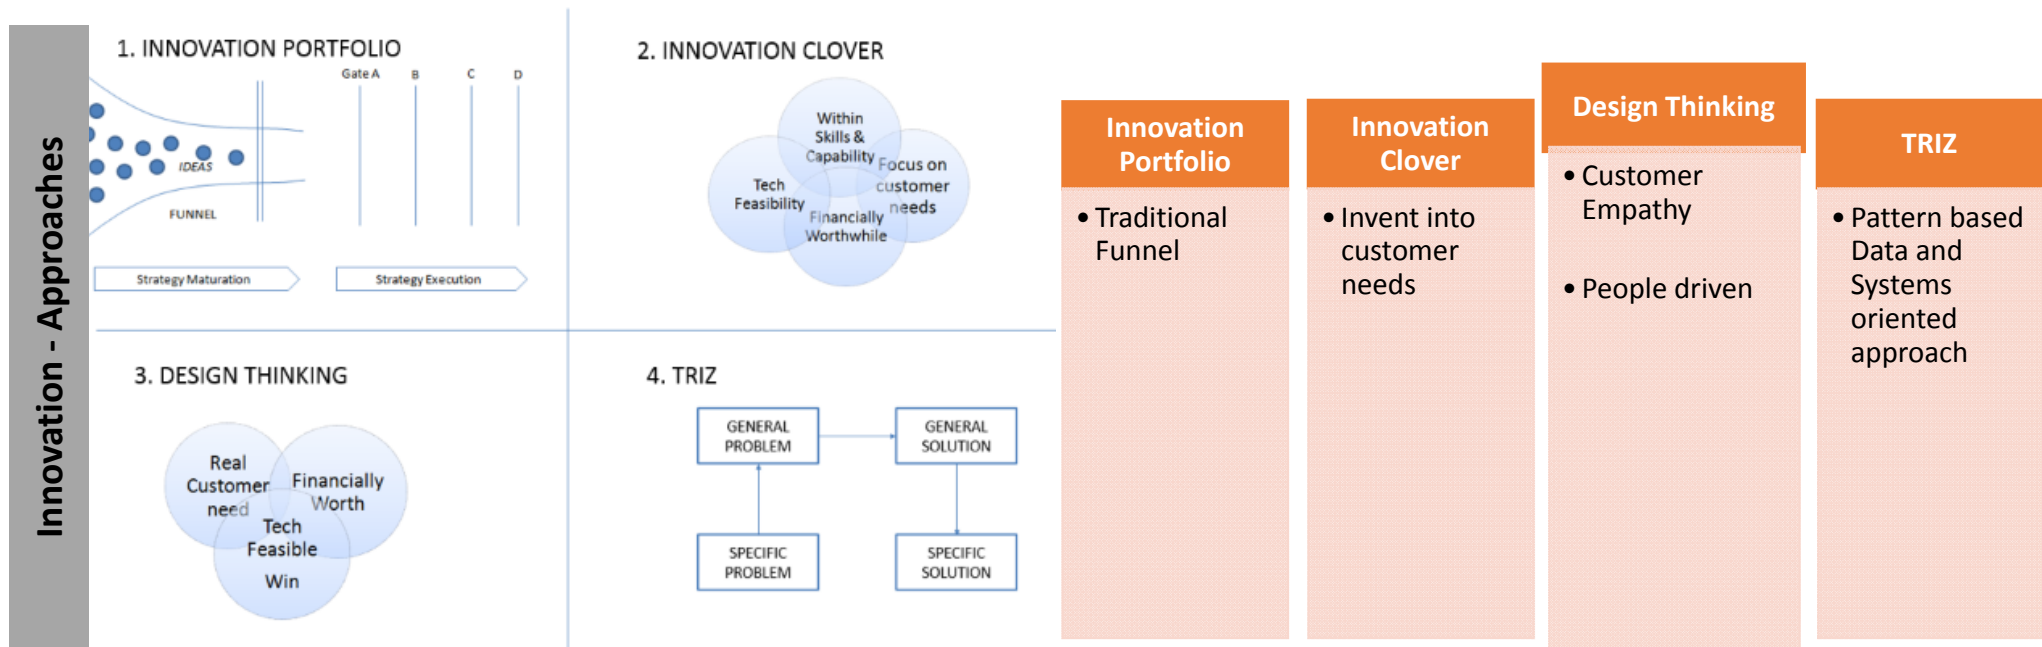 Innovation - Approaches
1. INNOVATION PORTFOLIO
Gate A B C D
IDEAS
FUNNEL
Strategy Maturation
Strategy Execution
2. INNOVATION CLOVER
Within
Skills &
Capability
Focus on
customer
needs
Tech
Feasibility
Financially
Worthwhile
3. DESIGN THINKING
Real
Customer
need
Financially
Worth
Tech
Feasible
Win
4. TRIZ
GENERAL
PROBLEM
GENERAL
SOLUTION
SPECIFIC
PROBLEM
SPECIFIC
SOLUTION
Innovation
Portfolio
• Traditional
Funnel
Innovation
Clover
• Invent into
customer
needs
Design Thinking
• Customer
Empathy
• People driven
TRIZ
• Pattern based
Data and
Systems
oriented
approach